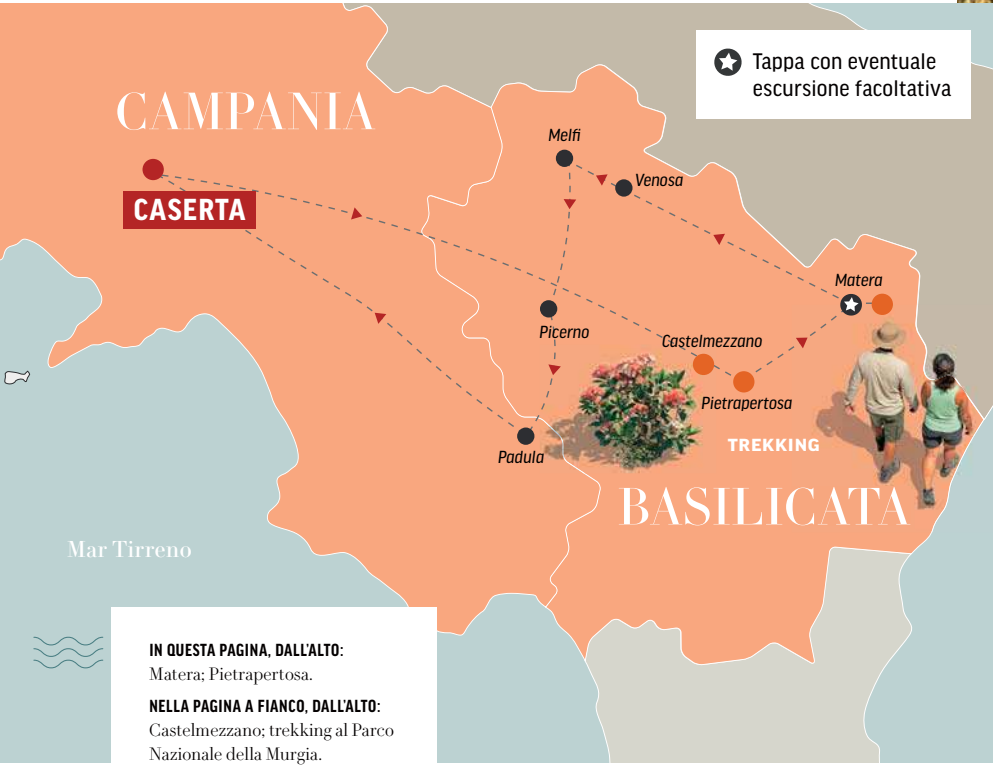 Tappa con eventuale
escursione facoltativa
CAMPANIA
Melfi
Venosa
CASERTA
Matera
Picerno
Castelmezzano
Pietrapertosa
TREKKING
Padula
BASILICATA
Mar Tirreno
IN QUESTA PAGINA, DALL'ALTO:
Matera; Pietrapertosa.
NELLA PAGINA A FIANCO, DALL'ALTO:
Castelmezzano; trekking al Parco
Nazionale della Murgia.